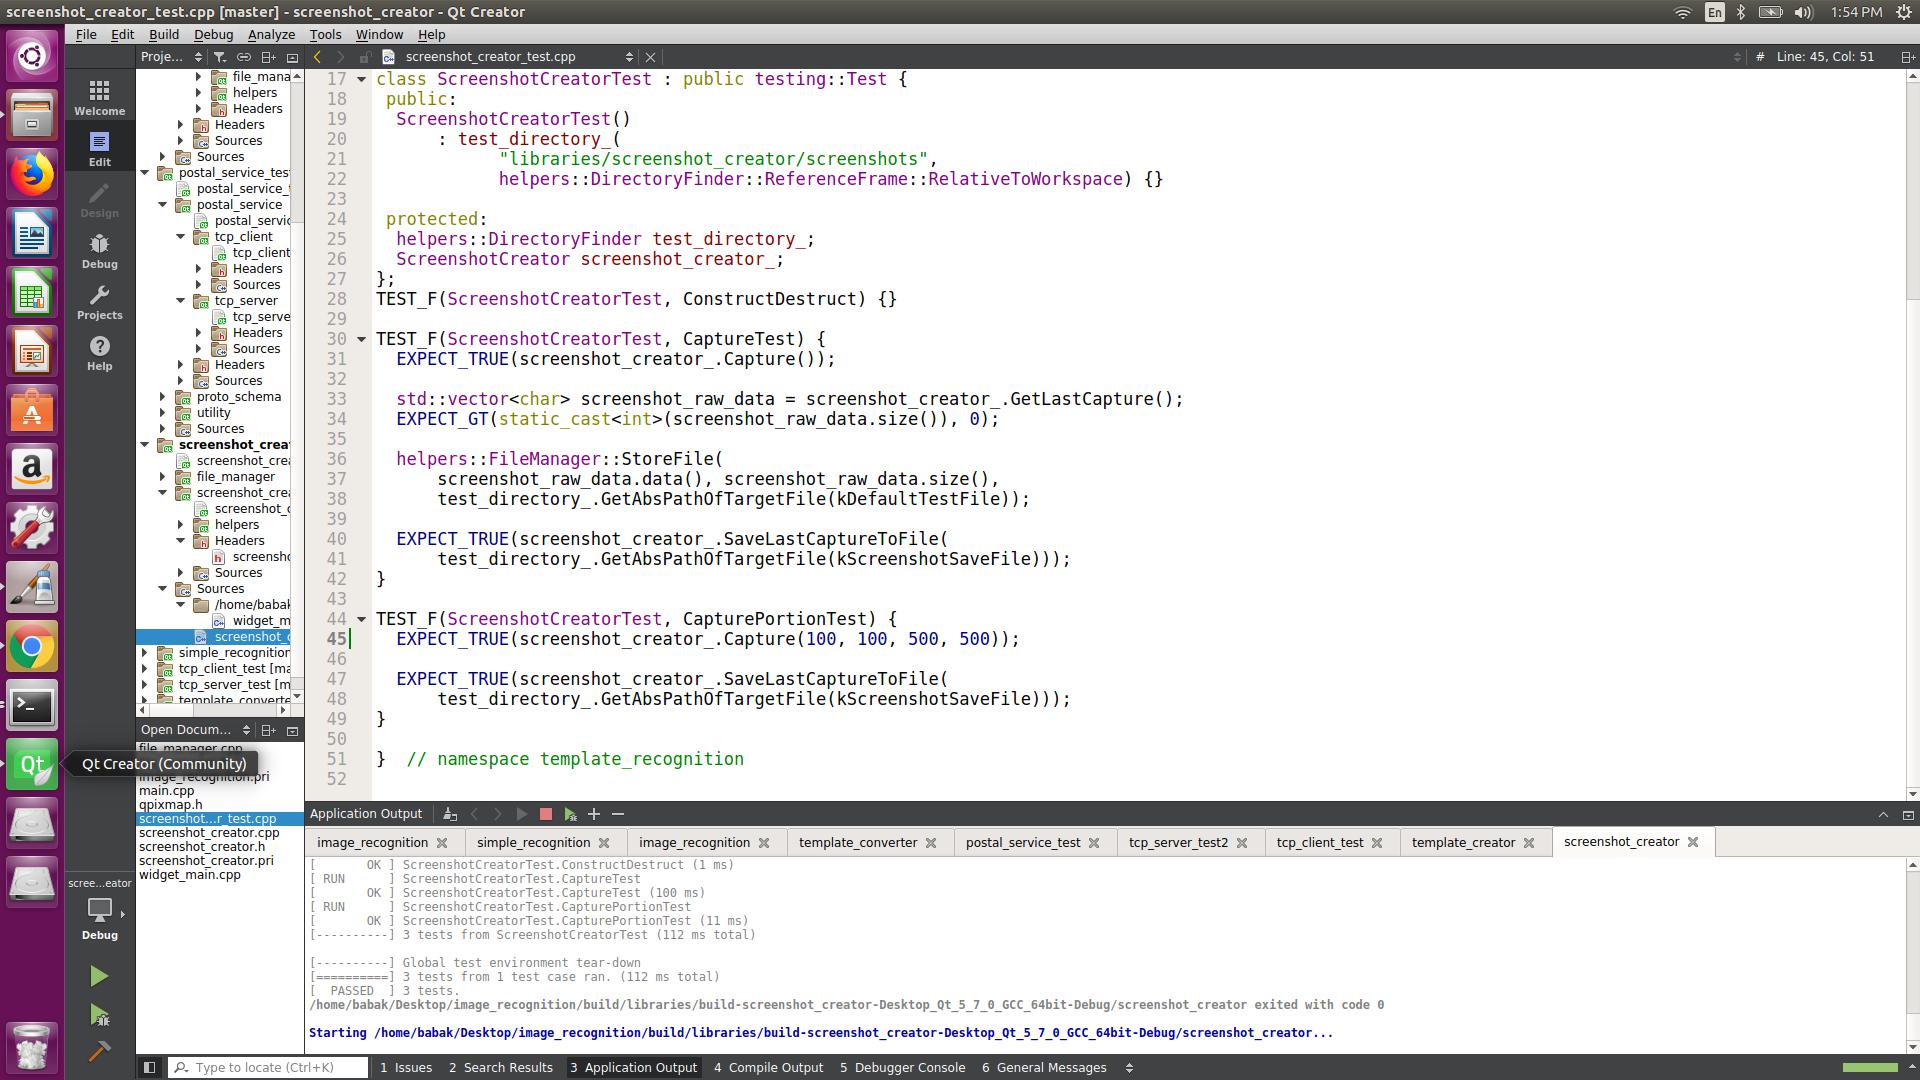 screenshot_creator_test.cpp [master] - screenshot_creator - Qt Creator
En
1:54 PM
File Edit Build Debug Analyze Tools Window Help
Proje...
screenshot_creator_test.cpp
# Line: 45, Col: 51
Welcome
Edit
Design
Debug
Projects
Help
file_mana
helpers
Headers
Headers
Sources
Sources
postal_service_test
postal_service_t
postal_service
postal_servic
tcp_client
tcp_client
Headers
Sources
tcp_server
tcp_serve
Headers
Sources
Headers
Sources
proto_schema
utility
Sources
screenshot_crea
screenshot_crea
file_manager
screenshot_crea
screenshot_c
helpers
Headers
screensho
Sources
Sources
/home/babak
widget_m
screenshot_c
simple_recognition
tcp_client_test [ma
tcp_server_test [m
template_converte
17 class ScreenshotCreatorTest : public testing::Test {
18 public:
19 ScreenshotCreatorTest()
20 : test_directory_(
21 "libraries/screenshot_creator/screenshots",
22 helpers::DirectoryFinder::ReferenceFrame::RelativeToWorkspace) {}
23
24 protected:
25 helpers::DirectoryFinder test_directory_;
26 ScreenshotCreator screenshot_creator_;
27 };
28 TEST_F(ScreenshotCreatorTest, ConstructDestruct) {}
29
30 TEST_F(ScreenshotCreatorTest, CaptureTest) {
31 EXPECT_TRUE(screenshot_creator_.Capture());
32
33 std::vector<char> screenshot_raw_data = screenshot_creator_.GetLastCapture();
34 EXPECT_GT(static_cast<int>(screenshot_raw_data.size()), 0);
35
36 helpers::FileManager::StoreFile(
37 screenshot_raw_data.data(), screenshot_raw_data.size(),
38 test_directory_.GetAbsPathOfTargetFile(kDefaultTestFile));
39
40 EXPECT_TRUE(screenshot_creator_.SaveLastCaptureToFile(
41 test_directory_.GetAbsPathOfTargetFile(kScreenshotSaveFile)));
42 }
43
44 TEST_F(ScreenshotCreatorTest, CapturePortionTest) {
45 EXPECT_TRUE(screenshot_creator_.Capture(100, 100, 500, 500));
46
47 EXPECT_TRUE(screenshot_creator_.SaveLastCaptureToFile(
48 test_directory_.GetAbsPathOfTargetFile(kScreenshotSaveFile)));
49 }
50
51 } // namespace template_recognition
52
Open Docum...
file_manager.cpp
Qt Creator (Community)
image_recognition.pri
main.cpp
qpixmap.h
screenshot...r_test.cpp
screenshot_creator.cpp
screenshot_creator.h
screenshot_creator.pri
widget_main.cpp
scree...eator
Debug
Application Output
image_recognition simple_recognition image_recognition template_converter postal_service_test tcp_server_test2 tcp_client_test template_creator screenshot_creator
[ OK ] ScreenshotCreatorTest.ConstructDestruct (1 ms)
[ RUN ] ScreenshotCreatorTest.CaptureTest
[ OK ] ScreenshotCreatorTest.CaptureTest (100 ms)
[ RUN ] ScreenshotCreatorTest.CapturePortionTest
[ OK ] ScreenshotCreatorTest.CapturePortionTest (11 ms)
[----------] 3 tests from ScreenshotCreatorTest (112 ms total)
[----------] Global test environment tear-down
[==========] 3 tests from 1 test case ran. (112 ms total)
[ PASSED ] 3 tests.
/home/babak/Desktop/image_recognition/build/libraries/build-screenshot_creator-Desktop_Qt_5_7_0_GCC_64bit-Debug/screenshot_creator exited with code 0
Starting /home/babak/Desktop/image_recognition/build/libraries/build-screenshot_creator-Desktop_Qt_5_7_0_GCC_64bit-Debug/screenshot_creator...
Type to locate (Ctrl+K) 1 Issues 2 Search Results 3 Application Output 4 Compile Output 5 Debugger Console 6 General Messages